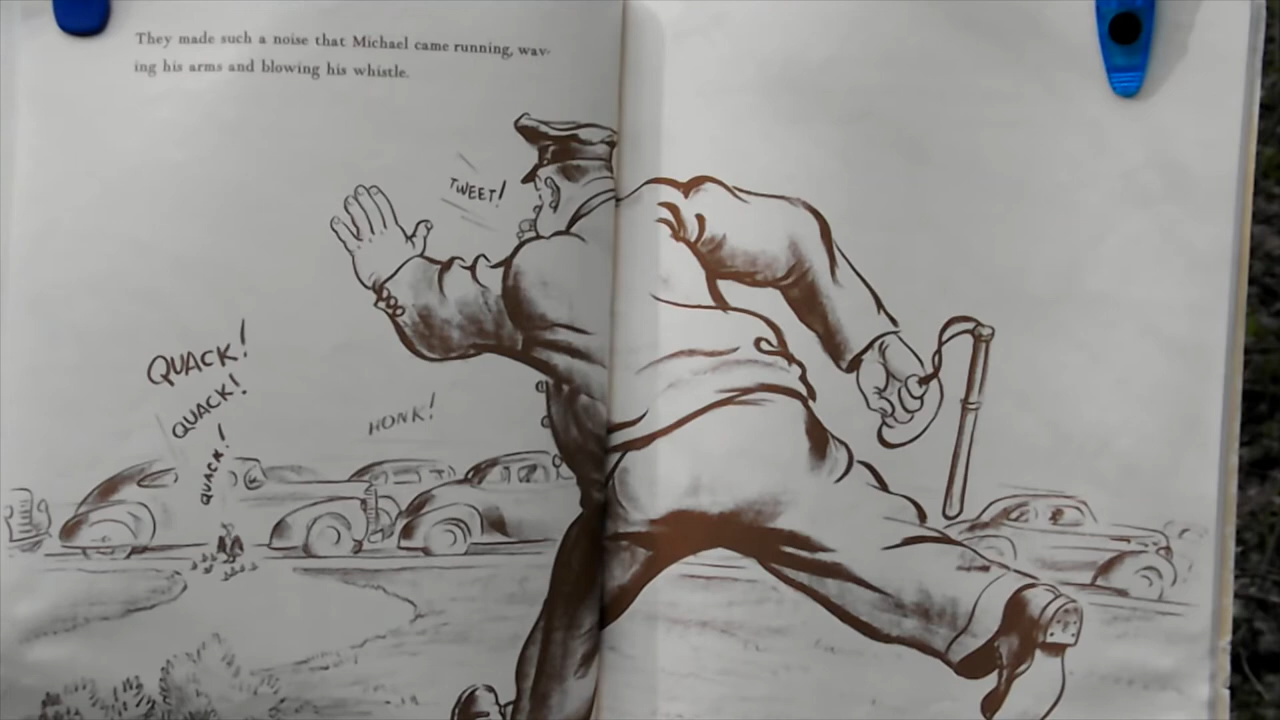 They made such a noise that Michael came running, wav-
ing his arms and blowing his whistle.
TWEET!
QUACK!
QUACK!
HONK!
QUACK!